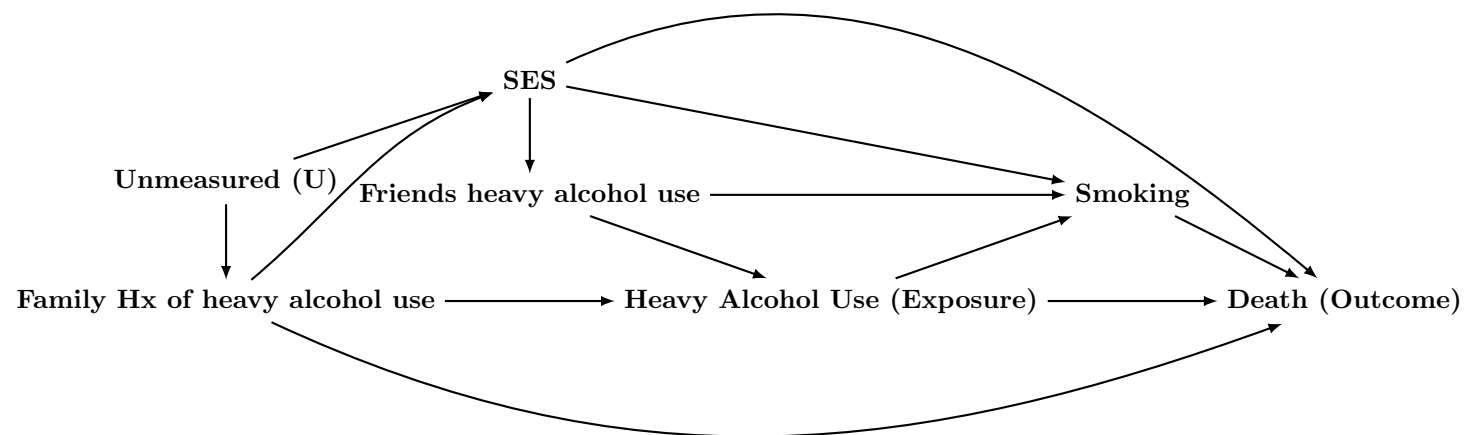 SES
Unmeasured (U)
Friends heavy alcohol use
Smoking
Family Hx of heavy alcohol use
Heavy Alcohol Use (Exposure)
Death (Outcome)